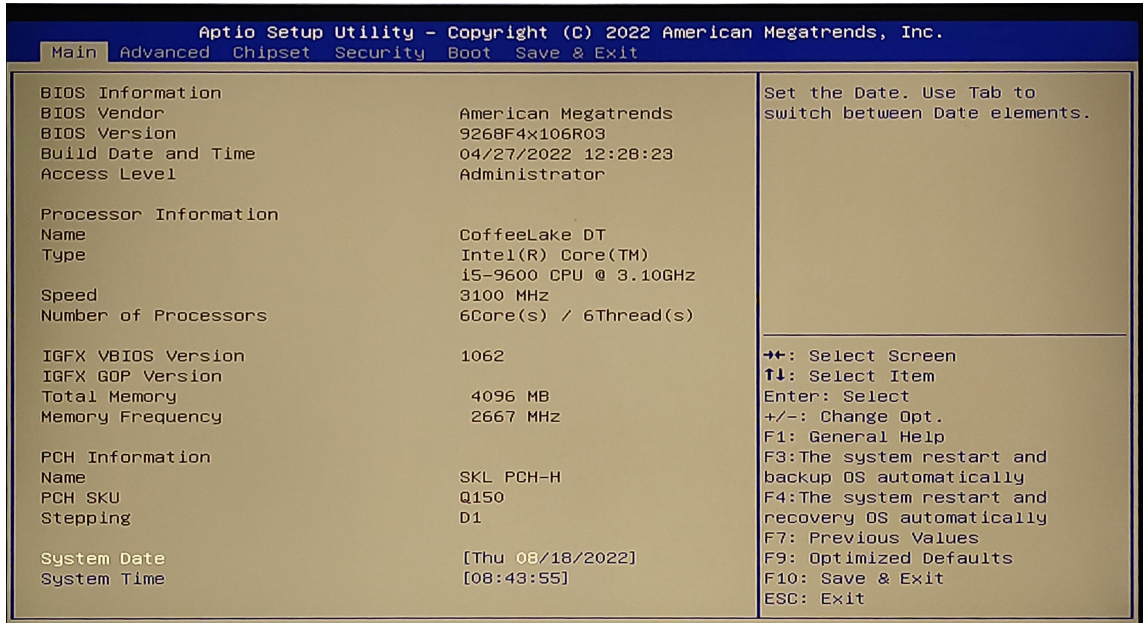 Aptio Setup Utility – Copyright (C) 2022 American Megatrends, Inc.
Main Advanced Chipset Security Boot Save & Exit
BIOS Information
BIOS Vendor American Megatrends
BIOS Version 9268F4x106R03
Build Date and Time 04/27/2022 12:28:23
Access Level Administrator
Processor Information
Name CoffeeLake DT
Type Intel(R) Core(TM)
i5-9600 CPU @ 3.10GHz
Speed 3100 MHz
Number of Processors 6Core(s) / 6Thread(s)
IGFX VBIOS Version 1062
IGFX GOP Version
Total Memory 4096 MB
Memory Frequency 2667 MHz
PCH Information
Name SKL PCH-H
PCH SKU Q150
Stepping D1
System Date [Thu 08/18/2022]
System Time [08:43:55]
Set the Date. Use Tab to
switch between Date elements.
→←: Select Screen
↑↓: Select Item
Enter: Select
+/-: Change Opt.
F1: General Help
F3:The system restart and
backup OS automatically
F4:The system restart and
recovery OS automatically
F7: Previous Values
F9: Optimized Defaults
F10: Save & Exit
ESC: Exit